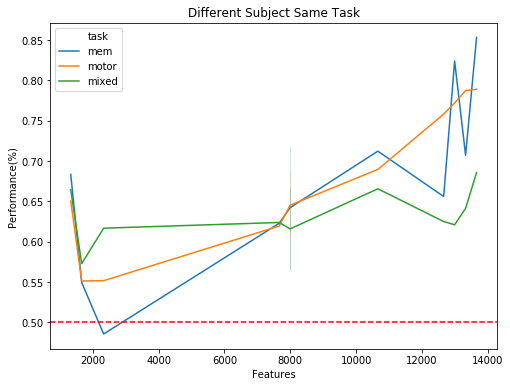 Different Subject Same Task
task
mem
motor
mixed
Performance(%)
0.85
0.80
0.75
0.70
0.65
0.60
0.55
0.50
2000 4000 6000 8000 10000 12000 14000
Features